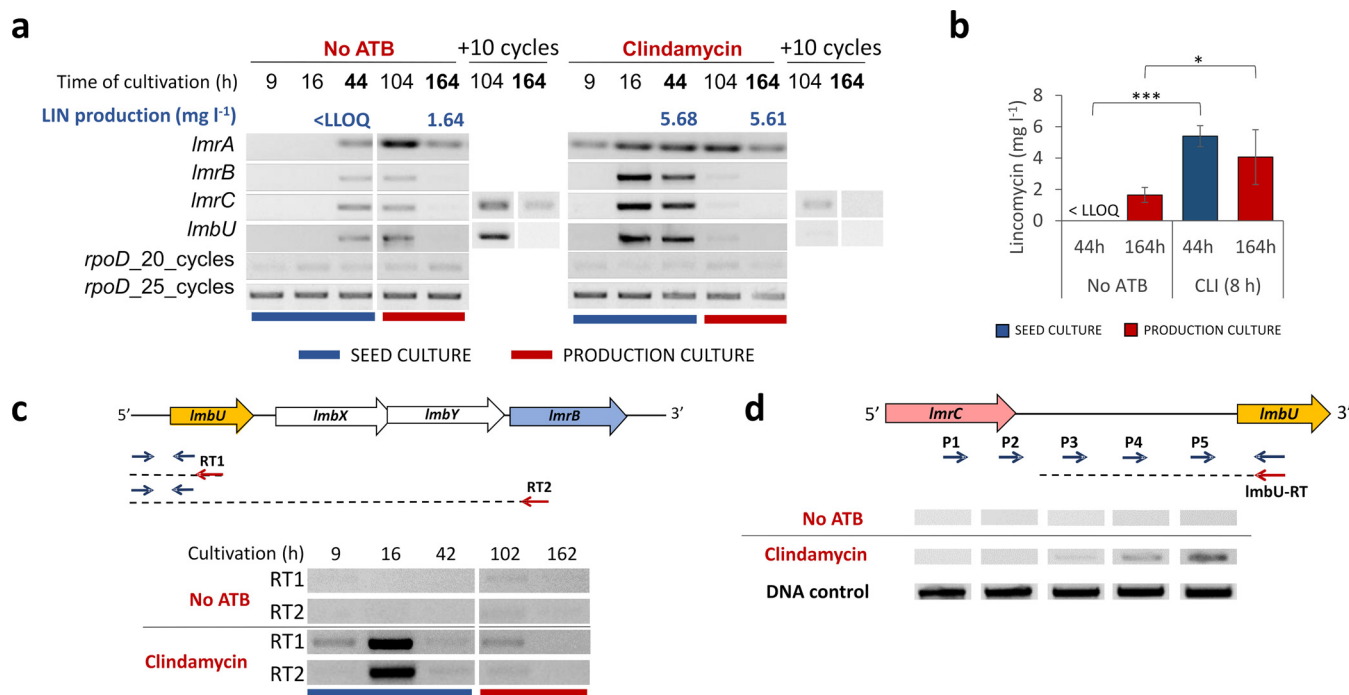 a
No ATB +10 cycles Clindamycin +10 cycles
Time of cultivation (h) 9 16 44 104 164 104 164 9 16 44 104 164 104 164
LIN production (mg l-1) <LLOQ 1.64 5.68 5.61
lmrA
lmrB
lmrC
lmbU
rpoD_20_cycles
rpoD_25_cycles
SEED CULTURE PRODUCTION CULTURE
b
*
***
Lincomycin (mg l-1)
8
6
4
2
0
< LLOQ
44h 164h 44h 164h
No ATB CLI (8 h)
SEED CULTURE PRODUCTION CULTURE
c
5' lmbU lmbX lmbY lmrB 3'
RT1
RT2
Cultivation (h) 9 16 42 102 162
No ATB
RT1
RT2
Clindamycin
RT1
RT2
d
5' lmrC lmbU 3'
P1 P2 P3 P4 P5
lmbU-RT
No ATB
Clindamycin
DNA control